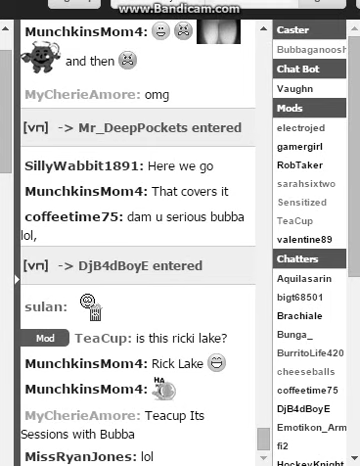 www.Bandicam.com
MunchkinsMom4:
and then
MyCherieAmore: omg
[vn] -> Mr_DeepPockets entered
SillyWabbit1891: Here we go
MunchkinsMom4: That covers it
coffeetime75: dam u serious bubba
lol,
[vn] -> DjB4dBoyE entered
sulan:
Mod TeaCup: is this ricki lake?
MunchkinsMom4: Rick Lake
MunchkinsMom4: HA
MyCherieAmore: Teacup Its
Sessions with Bubba
MissRyanJones: lol
Caster
Bubbaganoosh
Chat Bot
Vaughn
Mods
electrojed
gamergirl
RobTaker
sarahsixtwo
Sensitized
TeaCup
valentine89
Chatters
Aquilasarin
bigt68501
Brachiale
Bunga_
BurritoLife420
cheeseballs
coffeetime75
DjB4dBoyE
Emotikon_Arm
fi2
HockeyKnight